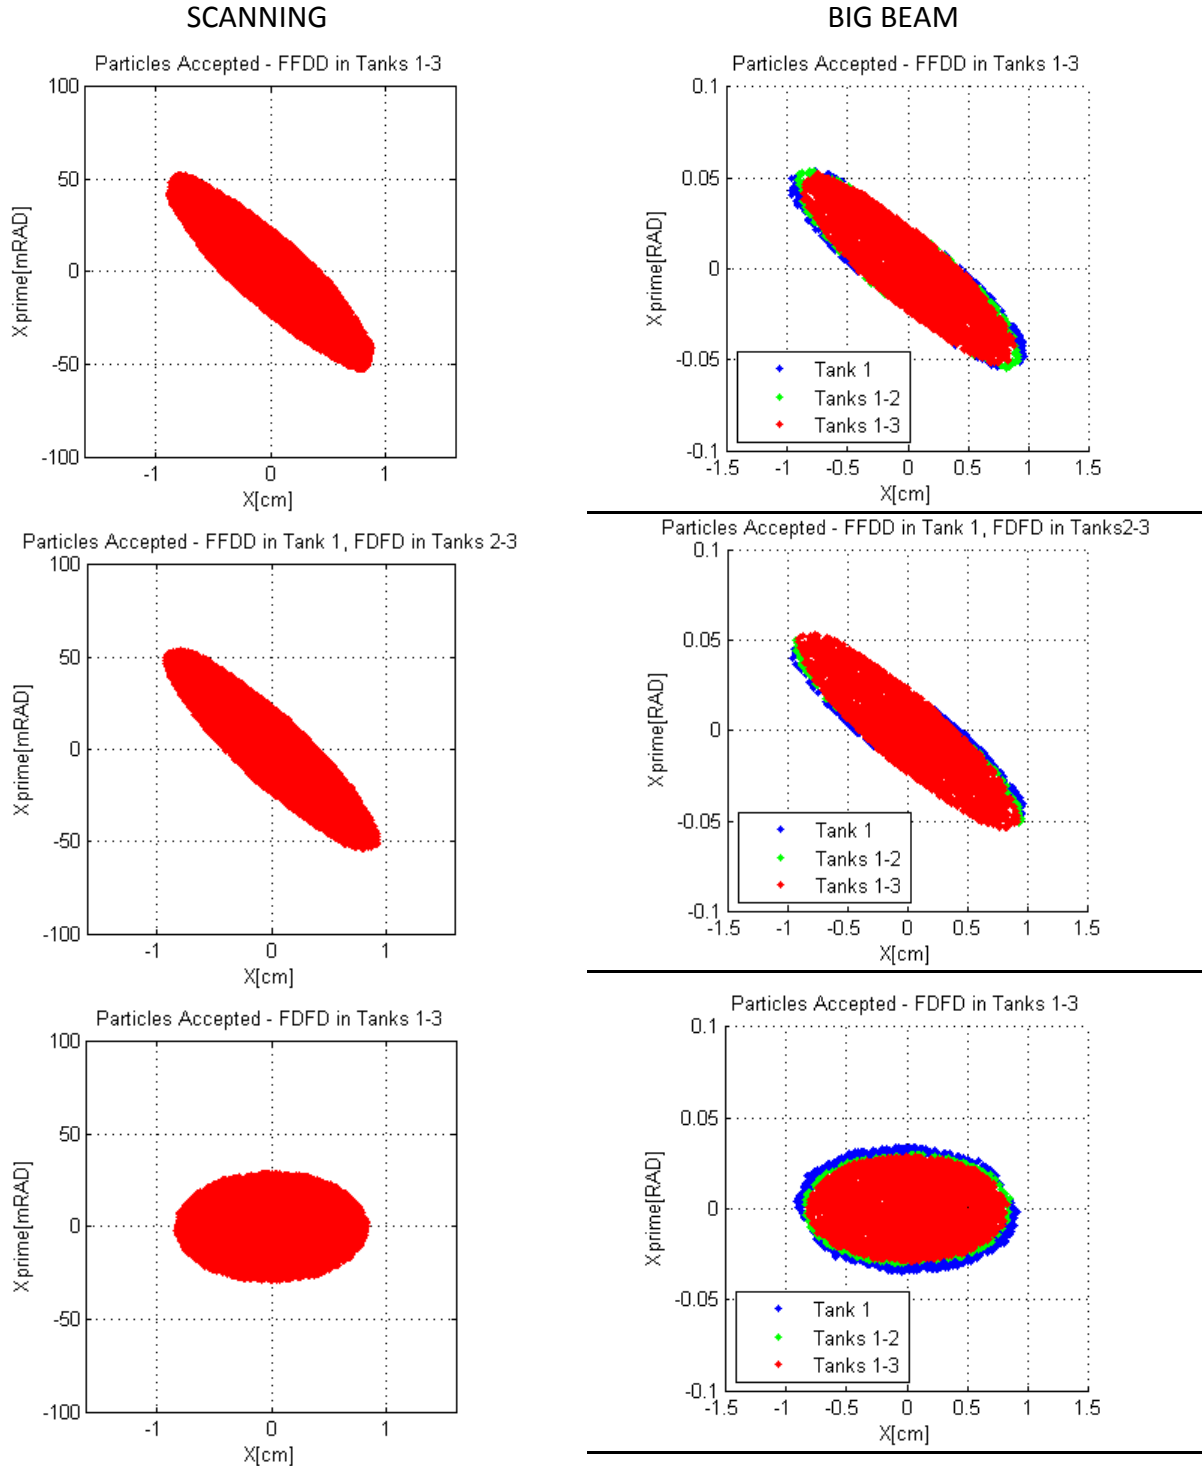 SCANNING
Particles Accepted - FFDD in Tanks 1-3
100
50
0
-50
-100
Xprime[mRAD]
-1 0 1
X[cm]
BIG BEAM
Particles Accepted - FFDD in Tanks 1-3
0.1
0.05
0
-0.05
-0.1
Xprime[RAD]
Tank 1
Tanks 1-2
Tanks 1-3
-1.5 -1 -0.5 0 0.5 1 1.5
X[cm]
Particles Accepted - FFDD in Tank 1, FDFD in Tanks 2-3
100
50
0
-50
-100
Xprime[mRAD]
-1 0 1
X[cm]
Particles Accepted - FFDD in Tank 1, FDFD in Tanks2-3
0.1
0.05
0
-0.05
-0.1
Xprime[RAD]
Tank 1
Tanks 1-2
Tanks 1-3
-1.5 -1 -0.5 0 0.5 1 1.5
X[cm]
Particles Accepted - FDFD in Tanks 1-3
100
50
0
-50
-100
Xprime[mRAD]
-1 0 1
X[cm]
Particles Accepted - FDFD in Tanks 1-3
0.1
0.05
0
-0.05
-0.1
Xprime[RAD]
Tank 1
Tanks 1-2
Tanks 1-3
-1.5 -1 -0.5 0 0.5 1 1.5
X[cm]